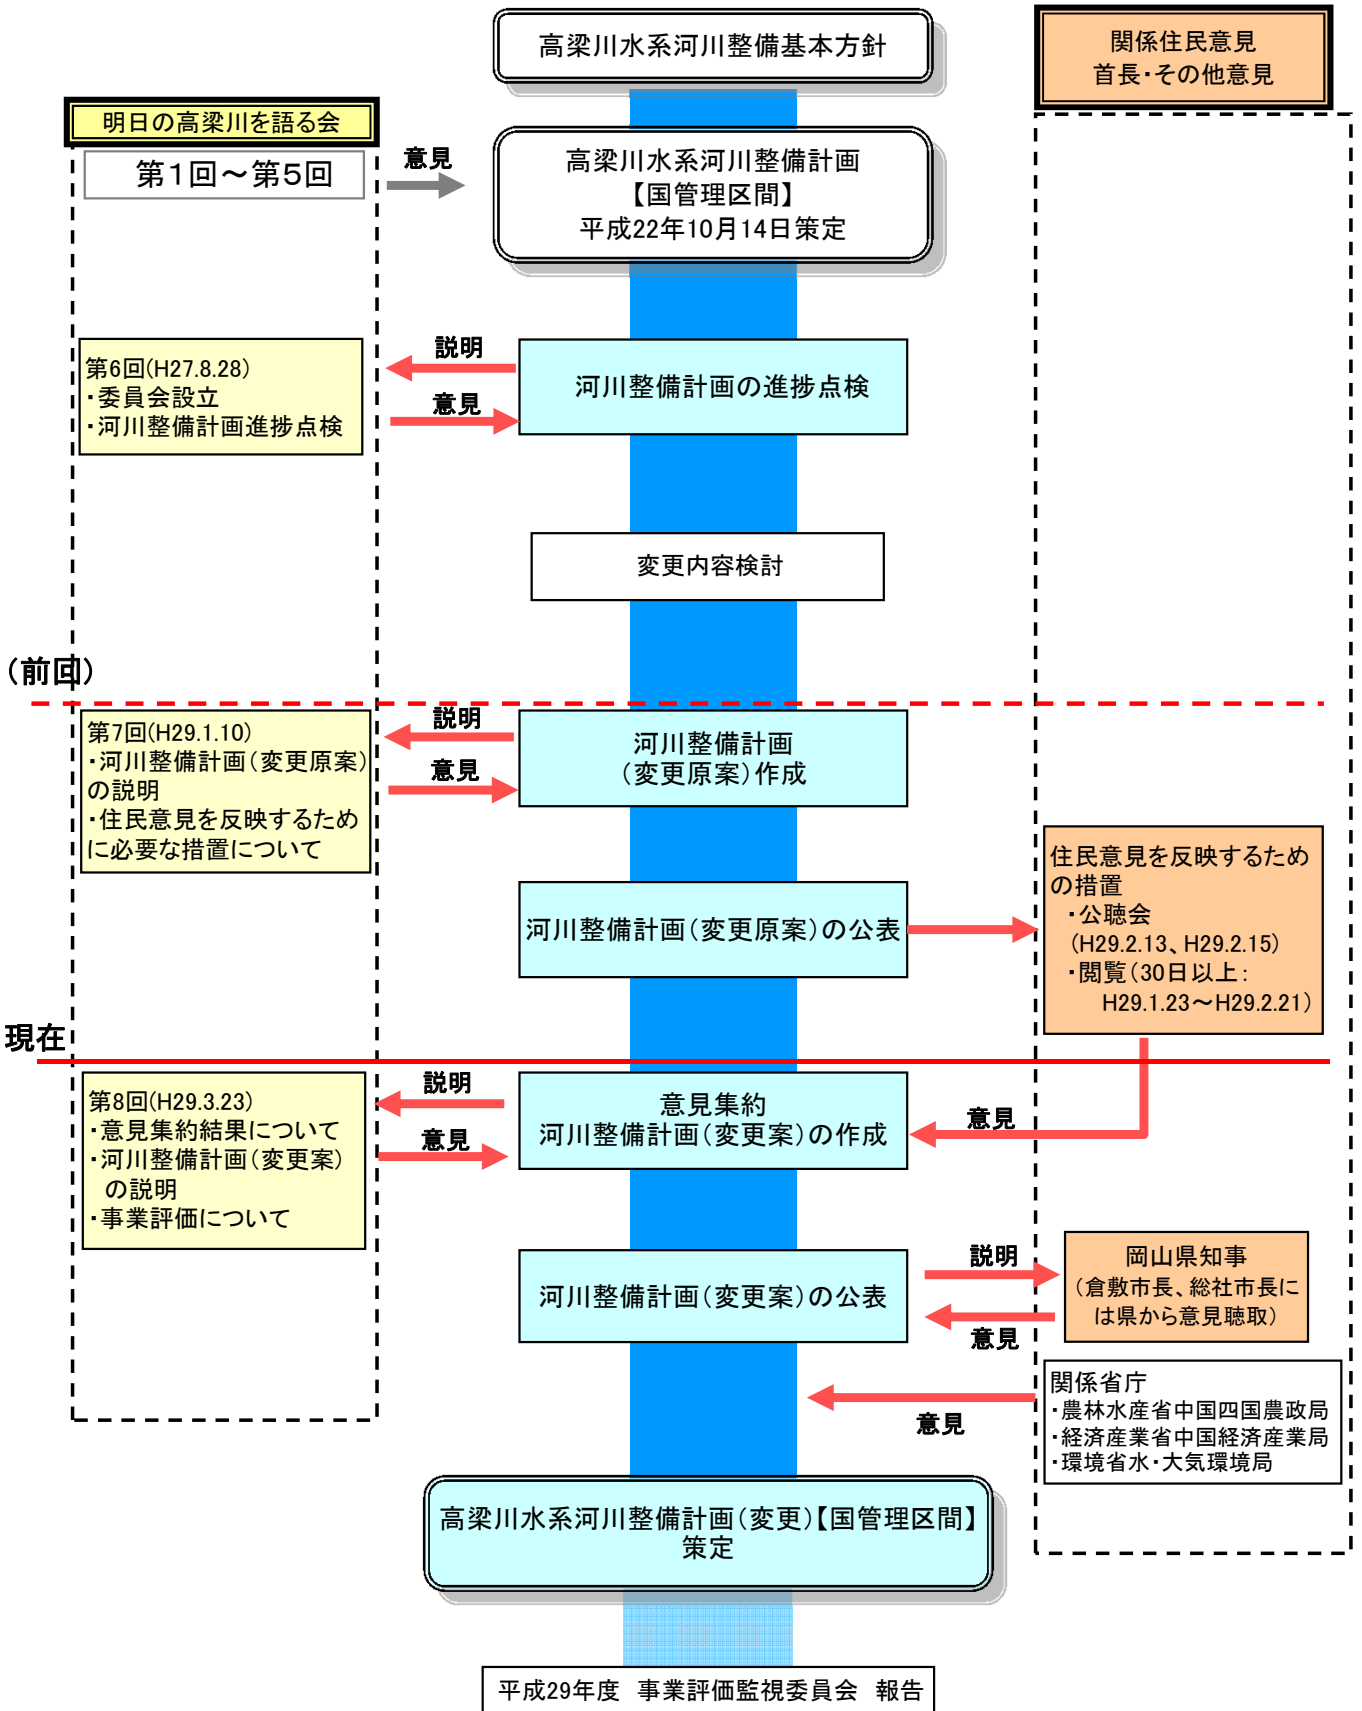 高梁川水系河川整備基本方針
関係住民意見
首長・その他意見
明日の高梁川を語る会
第1回～第5回
意見
高梁川水系河川整備計画
【国管理区間】
平成22年10月14日策定
第6回(H27.8.28)
・委員会設立
・河川整備計画進捗点検
説明
意見
河川整備計画の進捗点検
変更内容検討
（前回）
第7回(H29.1.10)
・河川整備計画（変更原案）
の説明
・住民意見を反映するため
に必要な措置について
説明
意見
河川整備計画
（変更原案）作成
河川整備計画（変更原案）の公表
住民意見を反映するため
の措置
・公聴会
(H29.2.13、H29.2.15)
・閲覧（30日以上：
H29.1.23～H29.2.21）
現在
第8回(H29.3.23)
・意見集約結果について
・河川整備計画（変更案）
の説明
・事業評価について
説明
意見
意見集約
河川整備計画（変更案）の作成
意見
河川整備計画（変更案）の公表
説明
意見
岡山県知事
（倉敷市長、総社市長に
は県から意見聴取）
意見
関係省庁
・農林水産省中国四国農政局
・経済産業省中国経済産業局
・環境省水・大気環境局
高梁川水系河川整備計画（変更）【国管理区間】
策定
平成29年度 事業評価監視委員会 報告